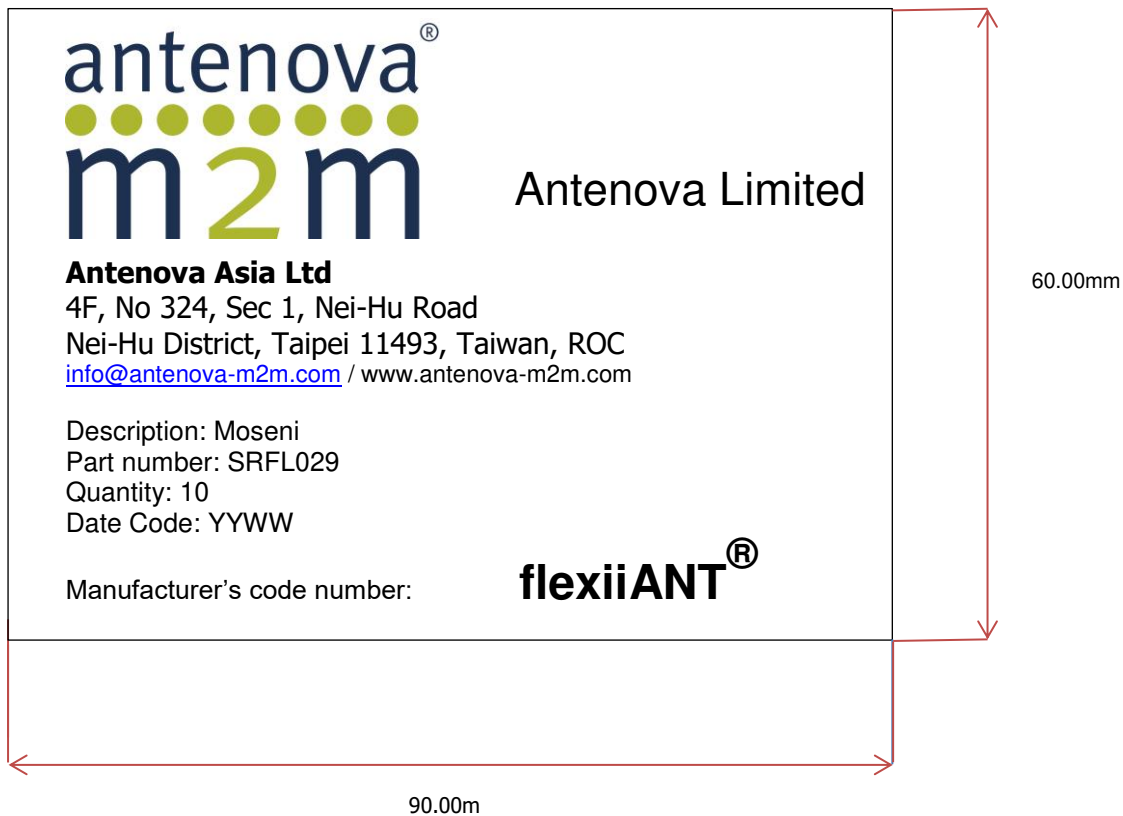 antenova®
m2m
Antenova Limited
Antenova Asia Ltd
4F, No 324, Sec 1, Nei-Hu Road
Nei-Hu District, Taipei 11493, Taiwan, ROC
info@antenova-m2m.com / www.antenova-m2m.com
Description: Moseni
Part number: SRFL029
Quantity: 10
Date Code: YYWW
Manufacturer’s code number:
flexiiANT®
60.00mm
90.00m